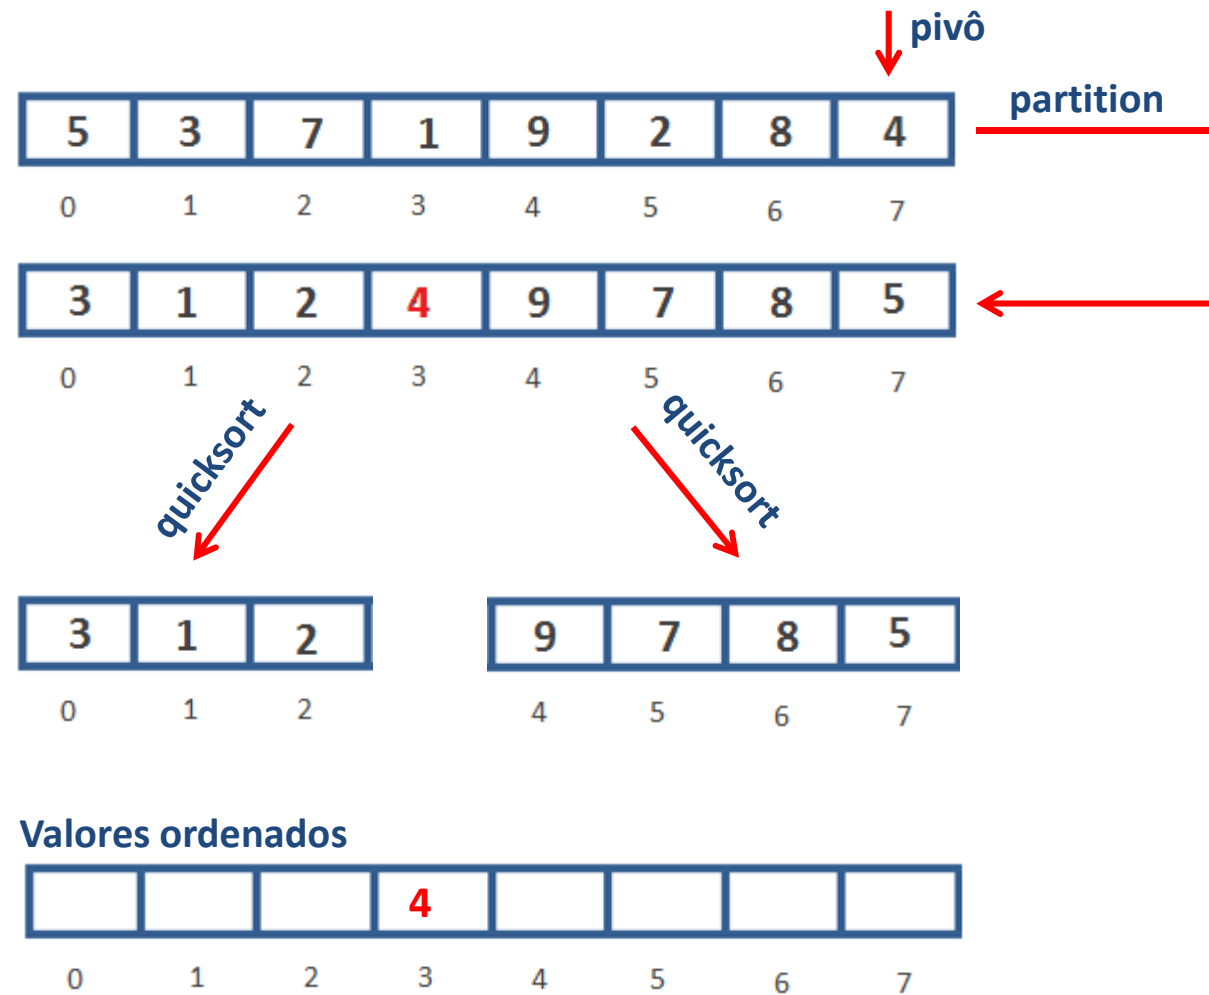 pivô
partition
5 3 7 1 9 2 8 4
0 1 2 3 4 5 6 7
3 1 2 4 9 7 8 5
0 1 2 3 4 5 6 7
quicksort quicksort
3 1 2 9 7 8 5
0 1 2 4 5 6 7
Valores ordenados
4
0 1 2 3 4 5 6 7